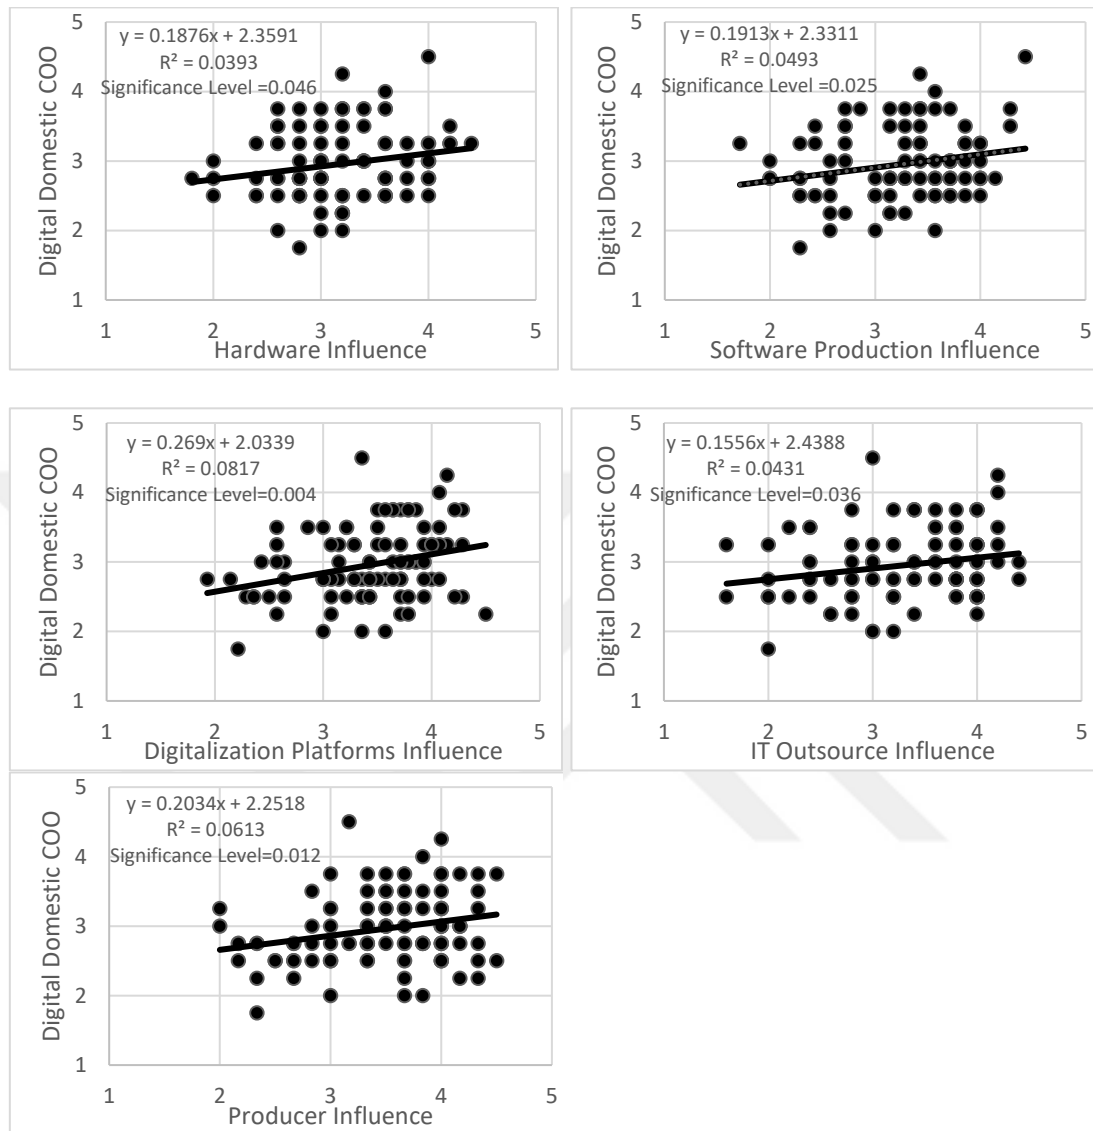 y = 0.1876x + 2.3591
R² = 0.0393
Significance Level =0.046
Digital Domestic COO
5
4
3
2
1
1 2 3 4 5
Hardware Influence
y = 0.1913x + 2.3311
R² = 0.0493
Significance Level =0.025
Digital Domestic COO
5
4
3
2
1
1 2 3 4 5
Software Production Influence
y = 0.269x + 2.0339
R² = 0.0817
Significance Level=0.004
Digital Domestic COO
5
4
3
2
1
1 2 3 4 5
Digitalization Platforms Influence
y = 0.1556x + 2.4388
R² = 0.0431
Significance Level=0.036
Digital Domestic COO
5
4
3
2
1
1 2 3 4 5
IT Outsource Influence
y = 0.2034x + 2.2518
R² = 0.0613
Significance Level=0.012
Digital Domestic COO
5
4
3
2
1
1 2 3 4 5
Producer Influence